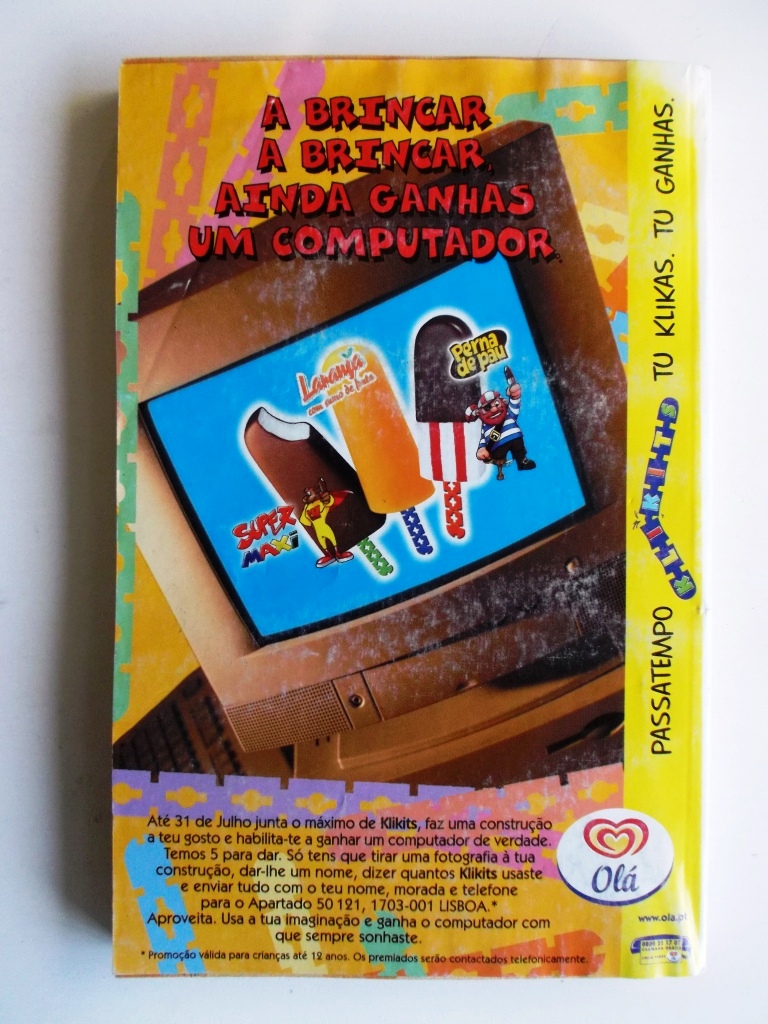 A BRINCAR
A BRINCAR,
AINDA GANHAS
UM COMPUTADOR
Perna
de pau
Laranja
com sumo de fruta
SUPER
MAXI
PASSATEMPO KLIKITS TU KLIKAS. TU GANHAS.
Até 31 de Julho junta o máximo de Klikits, faz uma construção
a teu gosto e habilita-te a ganhar um computador de verdade.
Temos 5 para dar. Só tens que tirar uma fotografia à tua
construção, dar-lhe um nome, dizer quantos Klikits usaste
e enviar tudo com o teu nome, morada e telefone
para o Apartado 50 121, 1703-001 LISBOA.*
Aproveita. Usa a tua imaginação e ganha o computador com
que sempre sonhaste.
* Promoção válida para crianças até 12 anos. Os premiados serão contactados telefonicamente.
Olá
www.ola.pt